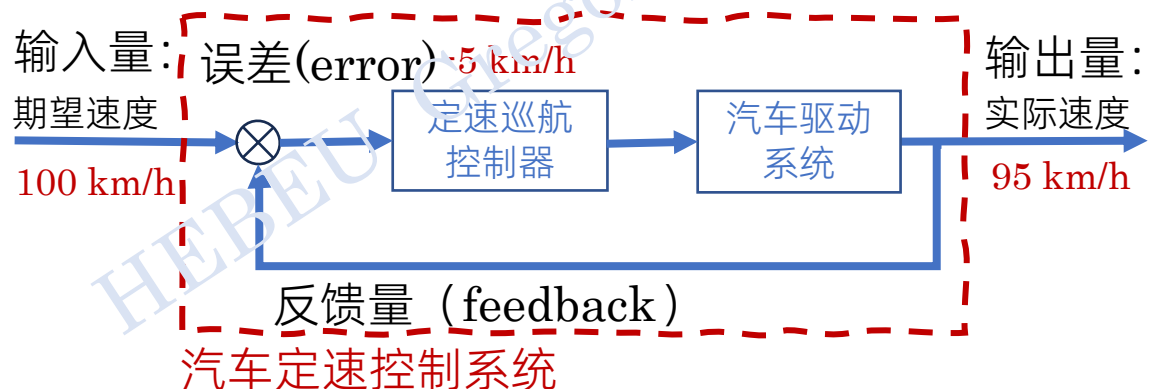 输入量：
误差(error)
-5 km/h
输出量：
期望速度
定速巡航
控制器
汽车驱动
系统
实际速度
100 km/h
95 km/h
反馈量（feedback）
汽车定速控制系统
HEBEU Grego